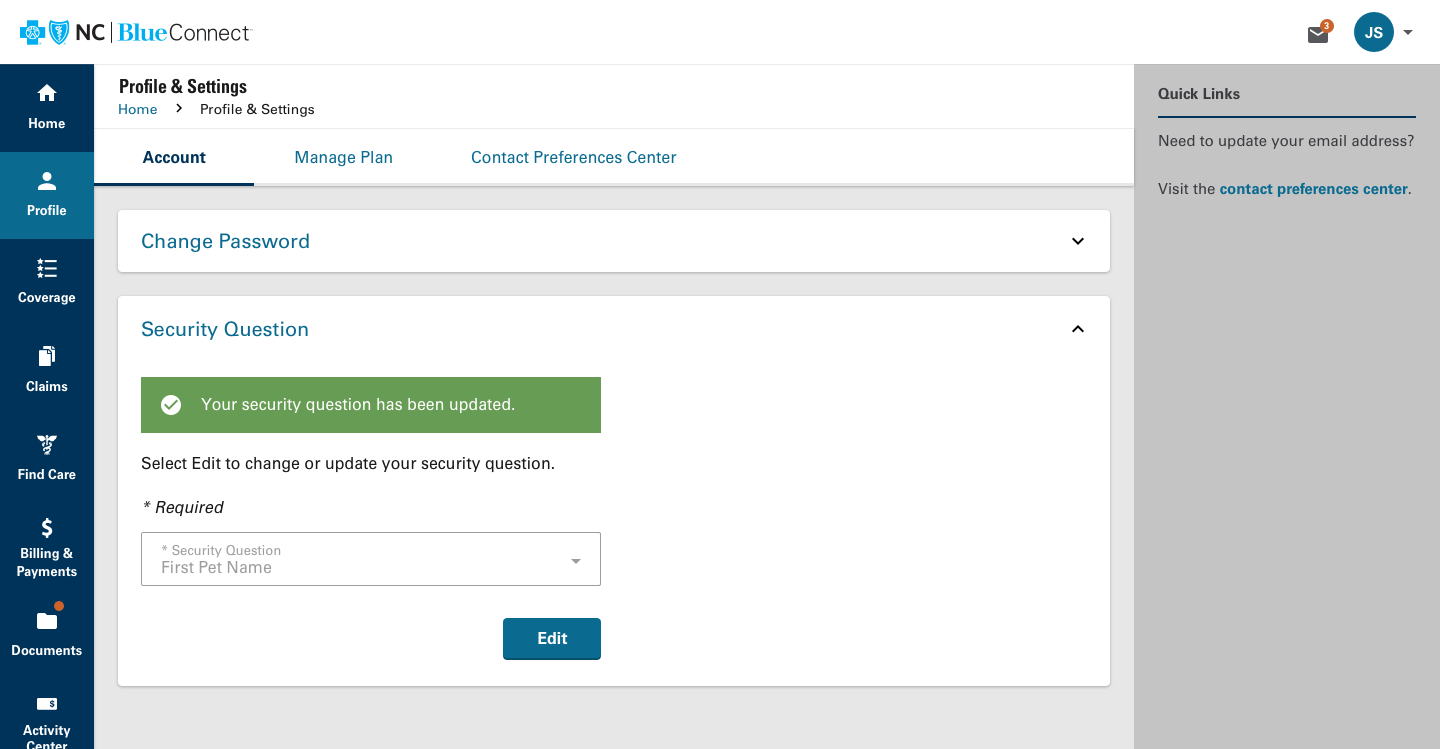 NC BlueConnect
3
JS
Home
Profile
Coverage
Claims
Find Care
Billing &
Payments
Documents
Activity
Center
Profile & Settings
Home Profile & Settings
Account Manage Plan Contact Preferences Center
Change Password
Security Question
Your security question has been updated.
Select Edit to change or update your security question.
* Required
* Security Question
First Pet Name
Edit
Quick Links
Need to update your email address?
Visit the contact preferences center.